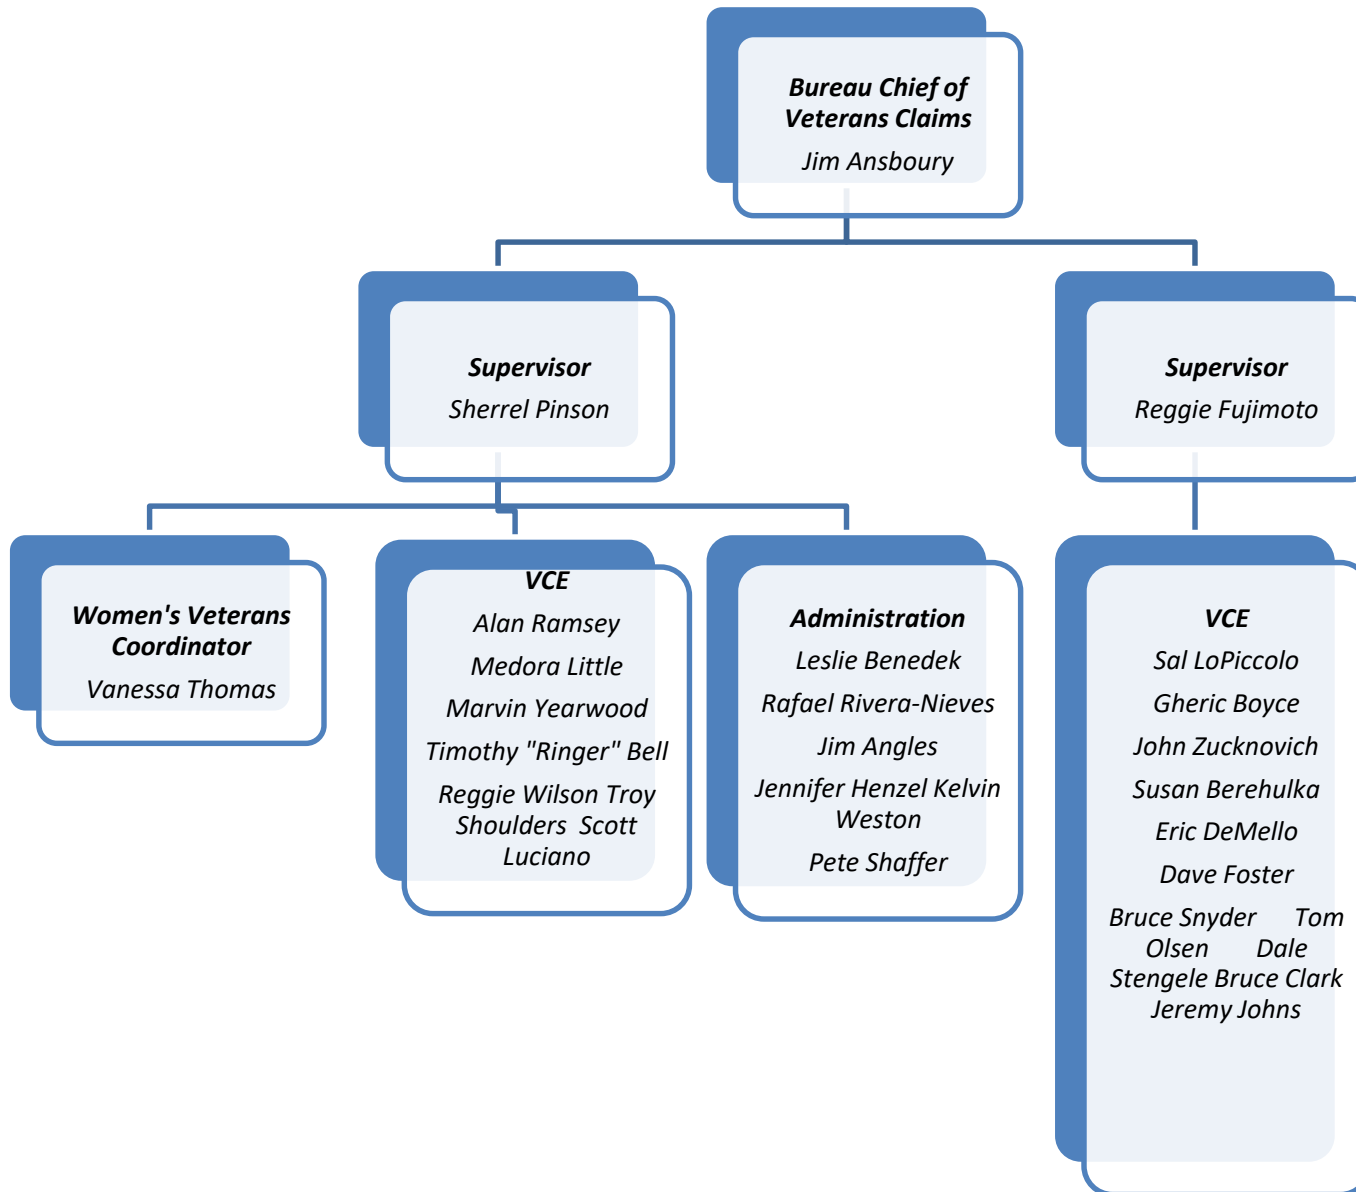 Bureau Chief of
Veterans Claims
Jim Ansboury
Supervisor
Sherrel Pinson
Supervisor
Reggie Fujimoto
Women's Veterans
Coordinator
Vanessa Thomas
VCE
Alan Ramsey
Medora Little
Marvin Yearwood
Timothy "Ringer" Bell
Reggie Wilson Troy
Shoulders Scott
Luciano
Administration
Leslie Benedek
Rafael Rivera-Nieves
Jim Angles
Jennifer Henzel Kelvin
Weston
Pete Shaffer
VCE
Sal LoPiccolo
Gheric Boyce
John Zucknovich
Susan Berehulka
Eric DeMello
Dave Foster
Bruce Snyder Tom
Olsen Dale
Stengele Bruce Clark
Jeremy Johns